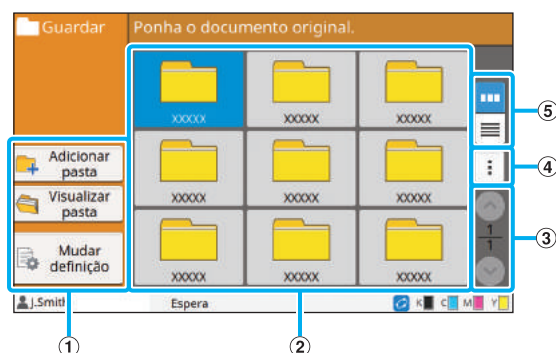 Guardar
Ponha o documento original.
xxxxx xxxxx xxxxx
Adicionar
pasta
Visualizar
pasta
Mudar
definição
xxxxx xxxxx xxxxx
xxxxx xxxxx xxxxx
1
1
J.Smith
Espera
K C M Y
5
4
3
1
2